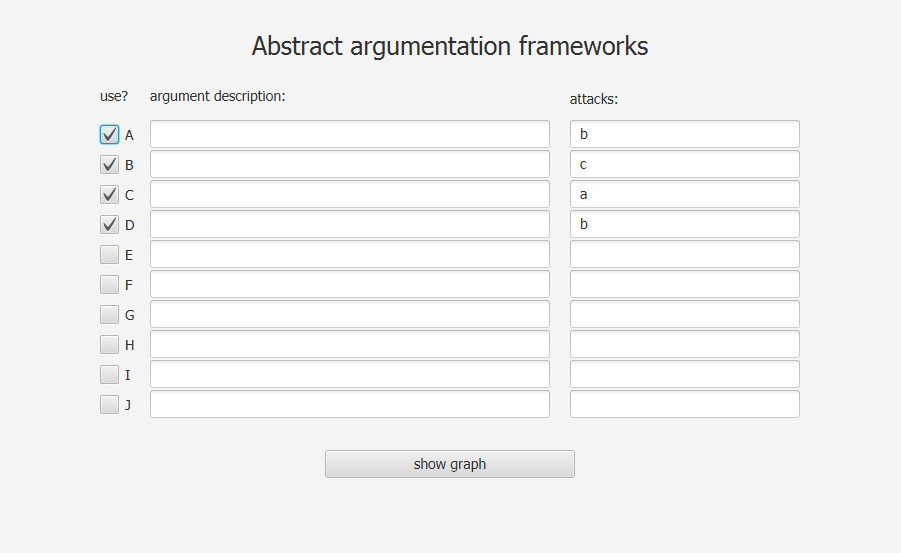 Abstract argumentation frameworks
use? argument description: attacks:
A b
B c
C a
D b
E
F
G
H
I
J
show graph